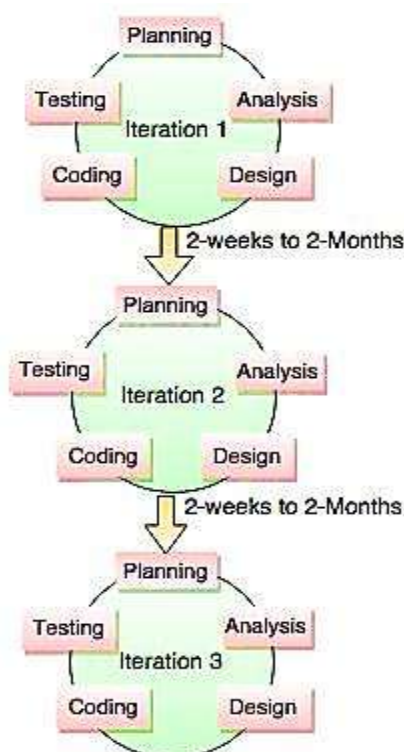 Planning
Testing
Analysis
Iteration 1
Coding
Design
2-weeks to 2-Months
Planning
Testing
Analysis
Iteration 2
Coding
Design
2-weeks to 2-Months
Planning
Testing
Analysis
Iteration 3
Coding
Design